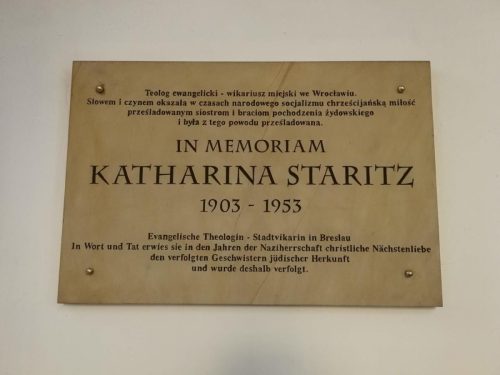 Teolog ewangelicki - wikariusz miejski we Wrocławiu.
Słowem i czynem okazała w czasach narodowego socjalizmu chrześcijańską miłość
prześladowanym siostrom i braciom pochodzenia żydowskiego
i była z tego powodu prześladowana.
IN MEMORIAM
KATHARINA STARITZ
1903 - 1953
Evangelische Theologin - Stadtvikarin in Breslau
In Wort und Tat erwies sie in den Jahren der Naziherrschaft christliche Nächstenliebe
den verfolgten Geschwistern jüdischer Herkunft
und wurde deshalb verfolgt.